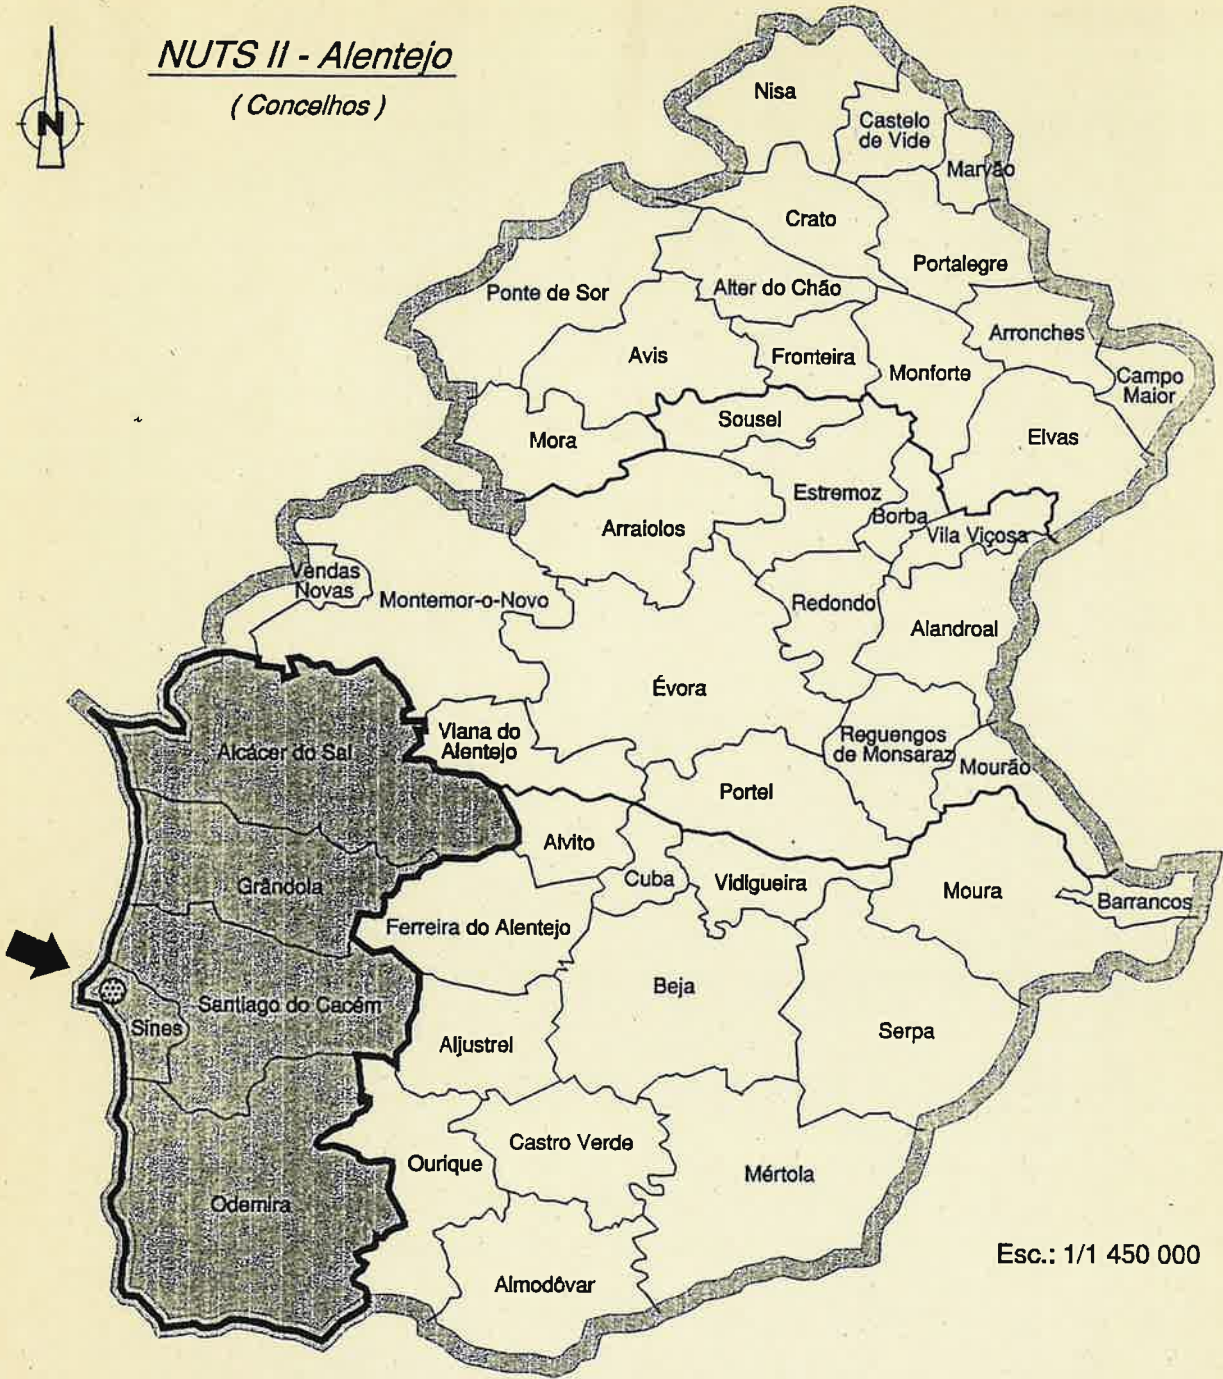 NUTS II - Alentejo
( Concelhos )
N
Nisa
Castelo
de Vide
Marvão
Crato
Portalegre
Ponte de Sor
Alter do Chão
Arronches
Avis
Fronteira
Monforte
Campo
Maior
Sousel
Mora
Elvas
Estremoz
Borba
Arraiolos
Vila Viçosa
Vendas
Novas
Montemor-o-Novo
Redondo
Alandroal
Évora
Viana do
Alentejo
Reguengos
de Monsaraz
Mourão
Alcácer do Sal
Portel
Alvito
Cuba
Vidigueira
Moura
Barrancos
Grândola
Ferreira do Alentejo
Beja
Santiago do Cacém
Sines
Aljustrel
Serpa
Castro Verde
Ourique
Mértola
Odemira
Almodôvar
Esc.: 1/1 450 000